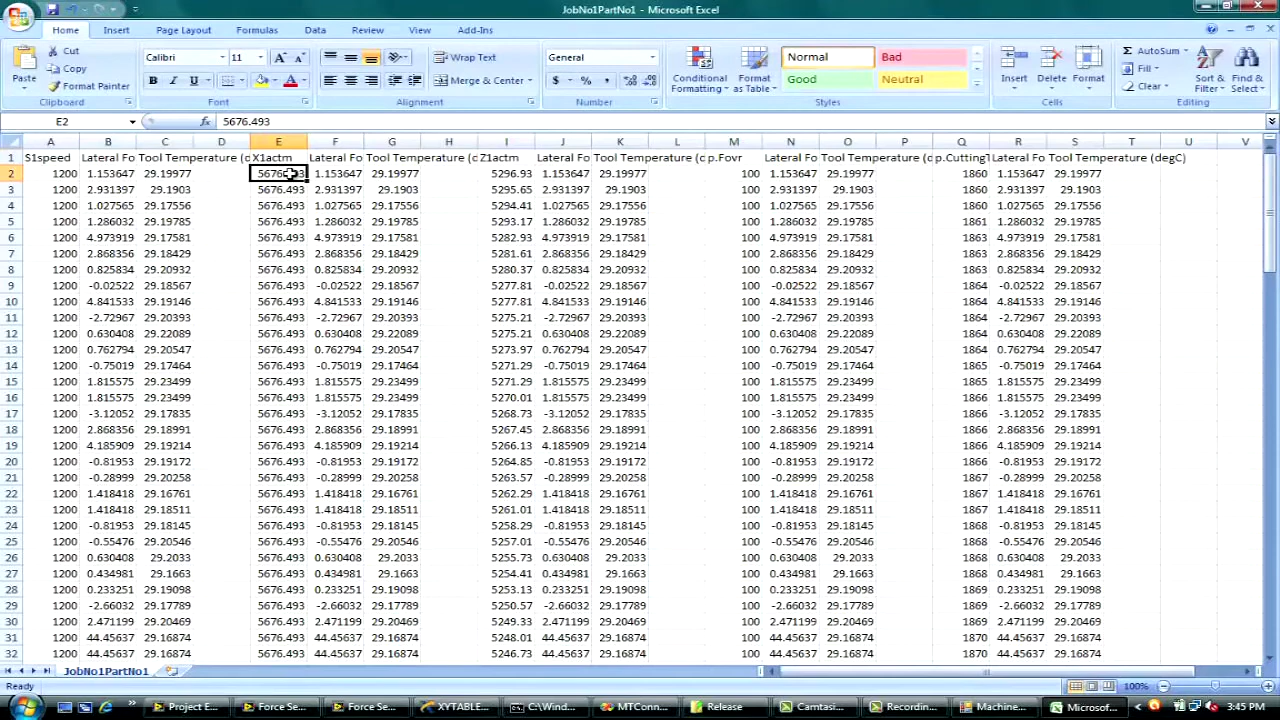 JobNo1PartNo1 - Microsoft Excel
Home Insert Page Layout Formulas Data Review View Add-Ins
Paste Cut Copy Format Painter Clipboard
Calibri 11 B I U Font
Wrap Text Merge & Center Alignment
General $ % , Number
Conditional Formatting Format as Table Normal Bad Good Neutral Styles
Insert Delete Format Cells
AutoSum Fill Clear Sort & Filter Find & Select Editing
E2 fx 5676.493
A B C D E F G H I J K L M N O P Q R S T U V
1 S1speed Lateral Fo Tool Temperature (d X1actm Lateral Fo Tool Temperature (d Z1actm Lateral Fo Tool Temperature (d p.Fovr Lateral Fo Tool Temperature (d p.CuttingT Lateral Fo Tool Temperature (degC)
2 1200 1.153647 29.19977 5676.493 1.153647 29.19977 5296.93 1.153647 29.19977 100 1.153647 29.19977 1860 1.153647 29.19977
3 1200 2.931397 29.1903 5676.493 2.931397 29.1903 5295.65 2.931397 29.1903 100 2.931397 29.1903 1860 2.931397 29.1903
4 1200 1.027565 29.17556 5676.493 1.027565 29.17556 5294.41 1.027565 29.17556 100 1.027565 29.17556 1860 1.027565 29.17556
5 1200 1.286032 29.19785 5676.493 1.286032 29.19785 5293.17 1.286032 29.19785 100 1.286032 29.19785 1861 1.286032 29.19785
6 1200 4.973919 29.17581 5676.493 4.973919 29.17581 5282.93 4.973919 29.17581 100 4.973919 29.17581 1863 4.973919 29.17581
7 1200 2.868356 29.18429 5676.493 2.868356 29.18429 5281.61 2.868356 29.18429 100 2.868356 29.18429 1863 2.868356 29.18429
8 1200 0.825834 29.20932 5676.493 0.825834 29.20932 5280.37 0.825834 29.20932 100 0.825834 29.20932 1863 0.825834 29.20932
9 1200 -0.02522 29.18567 5676.493 -0.02522 29.18567 5277.81 -0.02522 29.18567 100 -0.02522 29.18567 1864 -0.02522 29.18567
10 1200 4.841533 29.19146 5676.493 4.841533 29.19146 5277.81 4.841533 29.19146 100 4.841533 29.19146 1864 4.841533 29.19146
11 1200 -2.72967 29.20393 5676.493 -2.72967 29.20393 5275.21 -2.72967 29.20393 100 -2.72967 29.20393 1864 -2.72967 29.20393
12 1200 0.630408 29.22089 5676.493 0.630408 29.22089 5275.21 0.630408 29.22089 100 0.630408 29.22089 1864 0.630408 29.22089
13 1200 0.762794 29.20547 5676.493 0.762794 29.20547 5273.97 0.762794 29.20547 100 0.762794 29.20547 1864 0.762794 29.20547
14 1200 -0.75019 29.17464 5676.493 -0.75019 29.17464 5271.29 -0.75019 29.17464 100 -0.75019 29.17464 1865 -0.75019 29.17464
15 1200 1.815575 29.23499 5676.493 1.815575 29.23499 5270.01 1.815575 29.23499 100 1.815575 29.23499 1865 1.815575 29.23499
16 1200 1.815575 29.23499 5676.493 1.815575 29.23499 5270.01 1.815575 29.23499 100 1.815575 29.23499 1865 1.815575 29.23499
17 1200 -3.12052 29.17835 5676.493 -3.12052 29.17835 5268.73 -3.12052 29.17835 100 -3.12052 29.17835 1866 -3.12052 29.17835
18 1200 2.868356 29.18991 5676.493 2.868356 29.18991 5267.45 2.868356 29.18991 100 2.868356 29.18991 1866 2.868356 29.18991
19 1200 4.185909 29.19214 5676.493 4.185909 29.19214 5266.13 4.185909 29.19214 100 4.185909 29.19214 1866 4.185909 29.19214
20 1200 -0.81953 29.19172 5676.493 -0.81953 29.19172 5264.85 -0.81953 29.19172 100 -0.81953 29.19172 1866 -0.81953 29.19172
21 1200 -0.28999 29.20258 5676.493 -0.28999 29.20258 5263.57 -0.28999 29.20258 100 -0.28999 29.20258 1867 -0.28999 29.20258
22 1200 1.418418 29.16761 5676.493 1.418418 29.16761 5262.29 1.418418 29.16761 100 1.418418 29.16761 1867 1.418418 29.16761
23 1200 1.418418 29.18511 5676.493 1.418418 29.18511 5261.01 1.418418 29.18511 100 1.418418 29.18511 1867 1.418418 29.18511
24 1200 -0.81953 29.18145 5676.493 -0.81953 29.18145 5258.29 -0.81953 29.18145 100 -0.81953 29.18145 1868 -0.81953 29.18145
25 1200 -0.55476 29.20546 5676.493 -0.55476 29.20546 5257.01 -0.55476 29.20546 100 -0.55476 29.20546 1868 -0.55476 29.20546
26 1200 0.630408 29.2033 5676.493 0.630408 29.2033 5255.73 0.630408 29.2033 100 0.630408 29.2033 1868 0.630408 29.2033
27 1200 0.434981 29.1663 5676.493 0.434981 29.1663 5254.41 0.434981 29.1663 100 0.434981 29.1663 1868 0.434981 29.1663
28 1200 0.233251 29.19098 5676.493 0.233251 29.19098 5253.13 0.233251 29.19098 100 0.233251 29.19098 1869 0.233251 29.19098
29 1200 -2.66032 29.17789 5676.493 -2.66032 29.17789 5250.57 -2.66032 29.17789 100 -2.66032 29.17789 1869 -2.66032 29.17789
30 1200 2.471199 29.20469 5676.493 2.471199 29.20469 5249.33 2.471199 29.20469 100 2.471199 29.20469 1869 2.471199 29.20469
31 1200 44.45637 29.16874 5676.493 44.45637 29.16874 5248.01 44.45637 29.16874 100 44.45637 29.16874 1870 44.45637 29.16874
32 1200 44.45637 29.16874 5676.493 44.45637 29.16874 5246.73 44.45637 29.16874 100 44.45637 29.16874 1870 44.45637 29.16874
JobNo1PartNo1
Ready 100%
Project E... Force Se... Force Se... XYTABLE... C:\Wind... MTConn... Release Camtasi... Recordin... Machine... Microsof... 3:45 PM